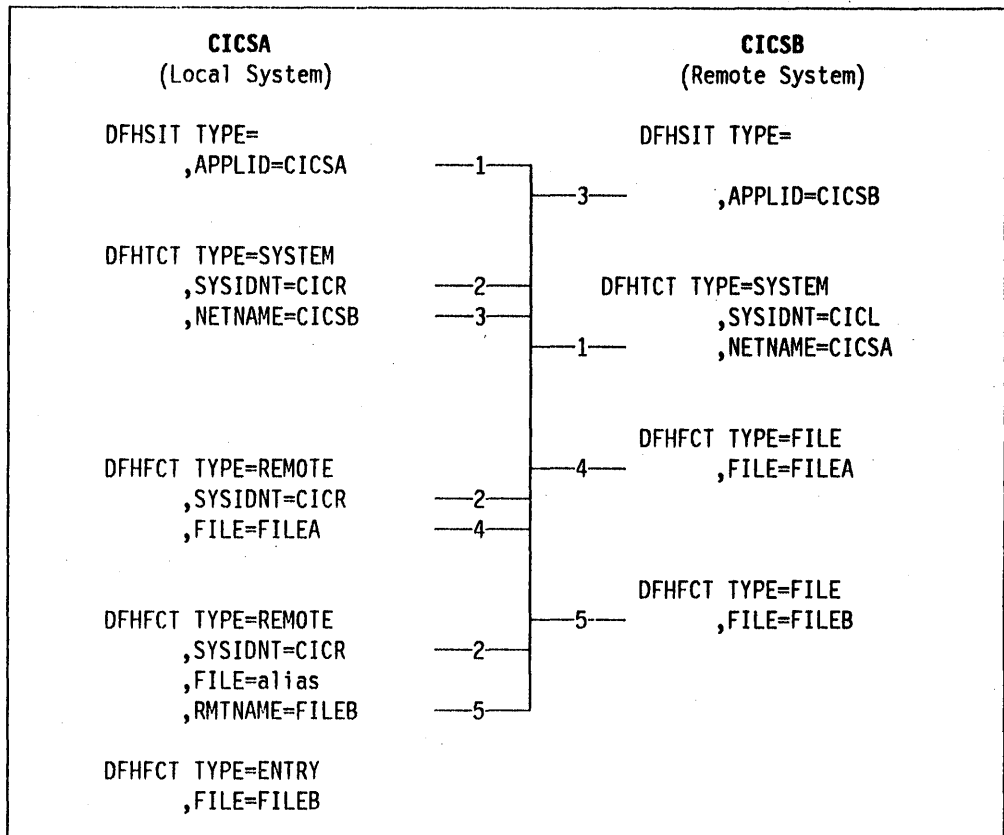 CICSA CICSB
(Local System) (Remote System)
DFHSIT TYPE= DFHSIT TYPE=
,APPLID=CICSA 1
3 ,APPLID=CICSB
DFHTCT TYPE=SYSTEM
,SYSIDNT=CICR 2 DFHTCT TYPE=SYSTEM
,NETNAME=CICSB 3 ,SYSIDNT=CICL
1 ,NETNAME=CICSA
DFHFCT TYPE=FILE
DFHFCT TYPE=REMOTE 4 ,FILE=FILEA
,SYSIDNT=CICR 2
,FILE=FILEA 4
DFHFCT TYPE=FILE
DFHFCT TYPE=REMOTE 5 ,FILE=FILEB
,SYSIDNT=CICR 2
,FILE=alias
,RMTNAME=FILEB 5
DFHFCT TYPE=ENTRY
,FILE=FILEB